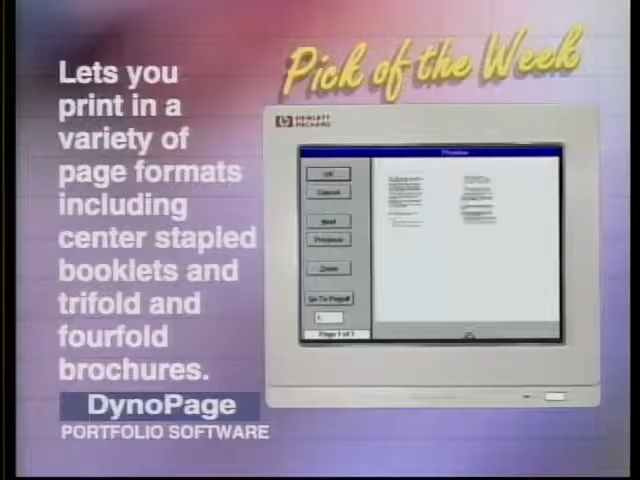 Pick of the Week
Lets you
print in a
variety of
page formats
including
center stapled
booklets and
trifold and
fourfold
brochures.
DynoPage
PORTFOLIO SOFTWARE
HEWLETT
PACKARD
OK
Cancel
Next
Previous
Zoom
Go To Page#
1
Page 1 of 1